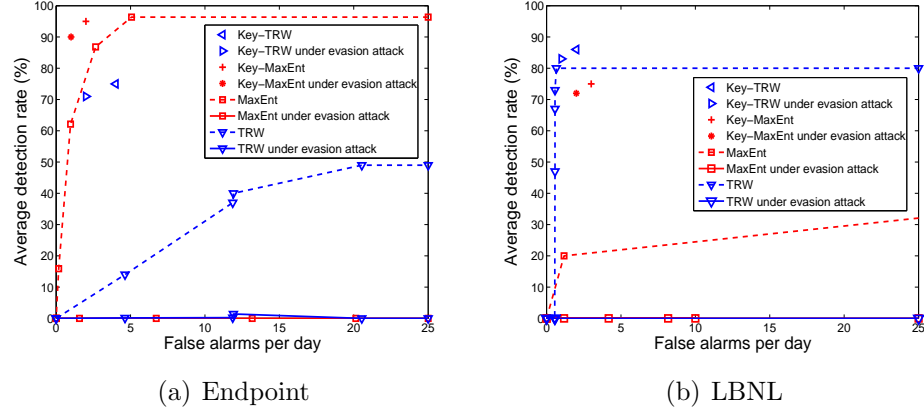 100
90
80
70
60
50
40
30
20
10
0
Average detection rate (%)
Key−TRW
Key−TRW under evasion attack
Key−MaxEnt
Key−MaxEnt under evasion attack
MaxEnt
MaxEnt under evasion attack
TRW
TRW under evasion attack
0 5 10 15 20 25
False alarms per day
(a) Endpoint
100
90
80
70
60
50
40
30
20
10
0
Average detection rate (%)
Key−TRW
Key−TRW under evasion attack
Key−MaxEnt
Key−MaxEnt under evasion attack
MaxEnt
MaxEnt under evasion attack
TRW
TRW under evasion attack
0 5 10 15 20 25
False alarms per day
(b) LBNL